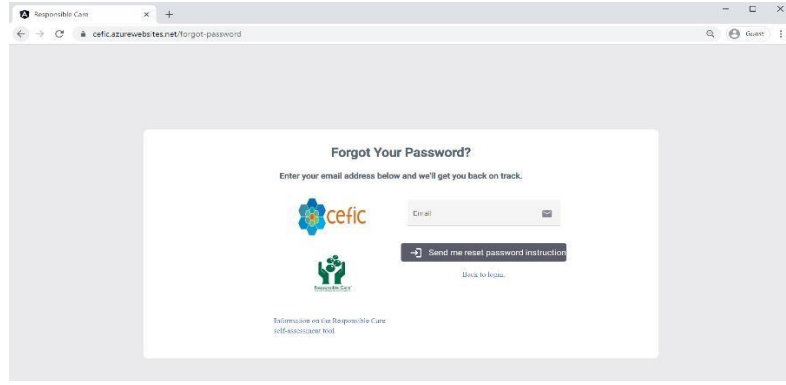 Responsible Care
cefic.azurewebsites.net/forgot-password
Guest
Forgot Your Password?
Enter your email address below and we'll get you back on track.
cefic
Email
Send me reset password instruction
Responsible Care
Back to login.
Information on the Responsible Care
self-assessment tool